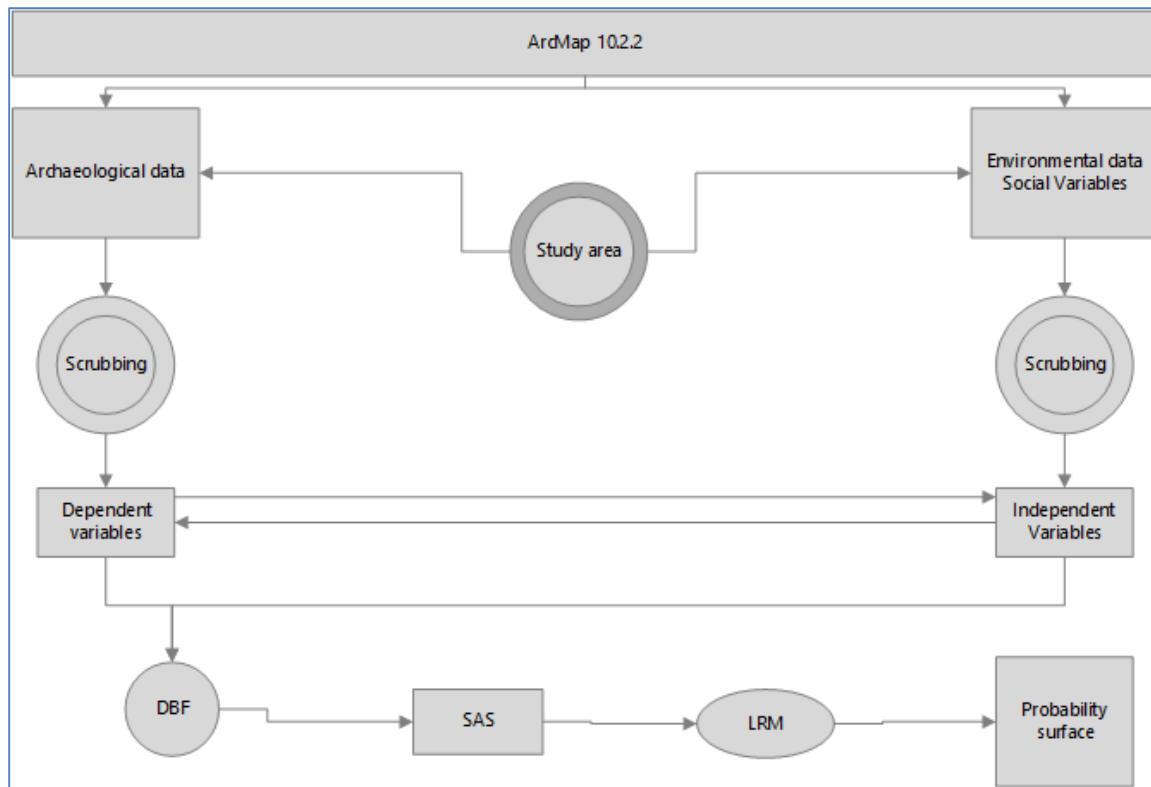 ArdMap 10.2.2
Archaeological data
Environmental data
Social Variables
Study area
Scrubbing
Scrubbing
Dependent
variables
Independent
Variables
DBF
SAS
LRM
Probability
surface